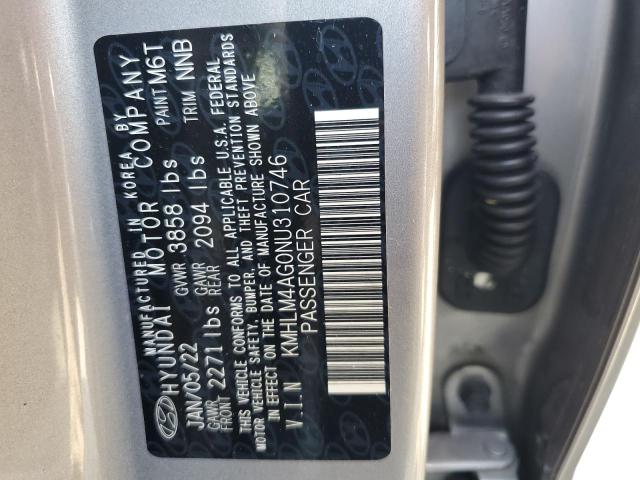 MANUFACTURED IN KOREA BY
HYUNDAI MOTOR COMPANY
JAN/05/22 GVWR 3858 lbs PAINT M6T
GAWR FRONT 2271 lbs GAWR REAR 2094 lbs TRIM NNB
THIS VEHICLE CONFORMS TO ALL APPLICABLE U.S.A. FEDERAL
MOTOR VEHICLE SAFETY, BUMPER, AND THEFT PREVENTION STANDARDS
IN EFFECT ON THE DATE OF MANUFACTURE SHOWN ABOVE
V.I.N KMHLM4AG0NU310746
PASSENGER CAR